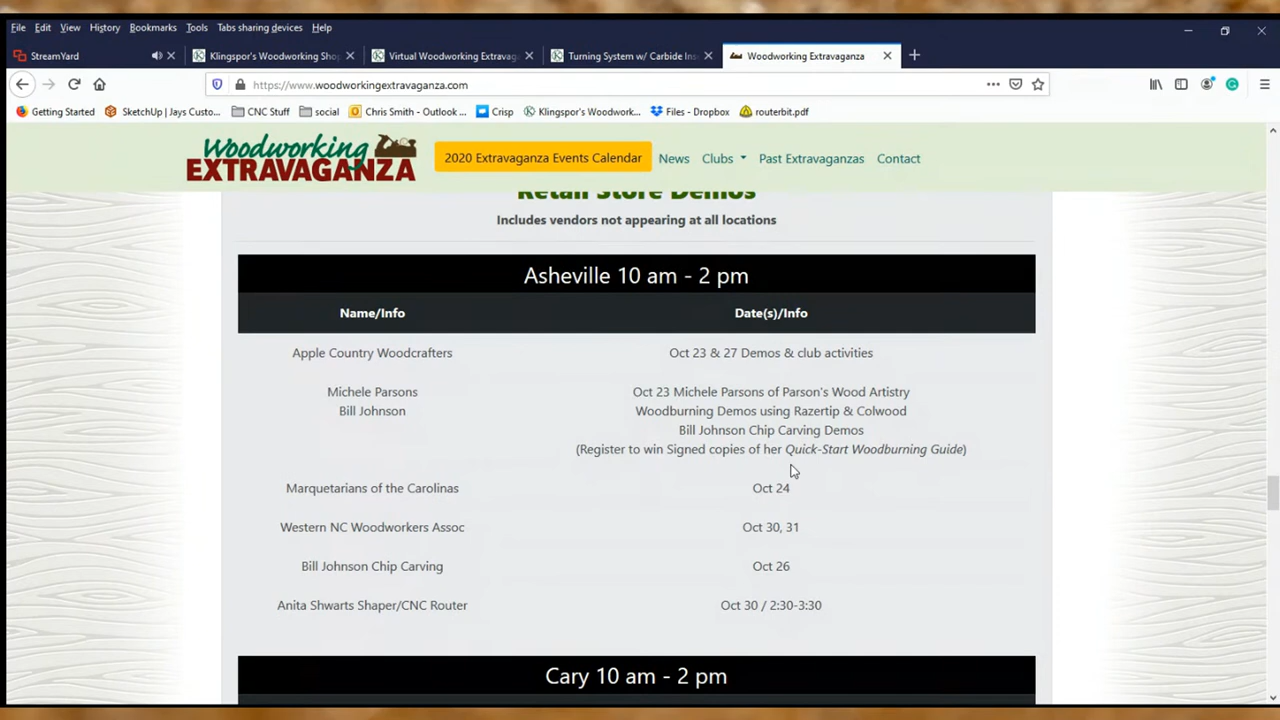 File Edit View History Bookmarks Tools Tabs sharing devices Help
StreamYard Klingspor's Woodworking Sho Virtual Woodworking Extravag Turning System w/ Carbide Ins Woodworking Extravaganza
https://www.woodworkingextravaganza.com
Getting Started SketchUp | Jays Custo... CNC Stuff social Chris Smith - Outlook ... Crisp Klingspor's Woodwork... Files - Dropbox routerbit.pdf
Woodworking
EXTRAVAGANZA
2020 Extravaganza Events Calendar News Clubs Past Extravaganzas Contact
Retail Store Demos
Includes vendors not appearing at all locations
Asheville 10 am - 2 pm
Name/Info Date(s)/Info
Apple Country Woodcrafters Oct 23 & 27 Demos & club activities
Michele Parsons Oct 23 Michele Parsons of Parson's Wood Artistry
Bill Johnson Woodburning Demos using Razertip & Colwood
Bill Johnson Chip Carving Demos
(Register to win Signed copies of her Quick-Start Woodburning Guide)
Marquetarians of the Carolinas Oct 24
Western NC Woodworkers Assoc Oct 30, 31
Bill Johnson Chip Carving Oct 26
Anita Shwarts Shaper/CNC Router Oct 30 / 2:30-3:30
Cary 10 am - 2 pm